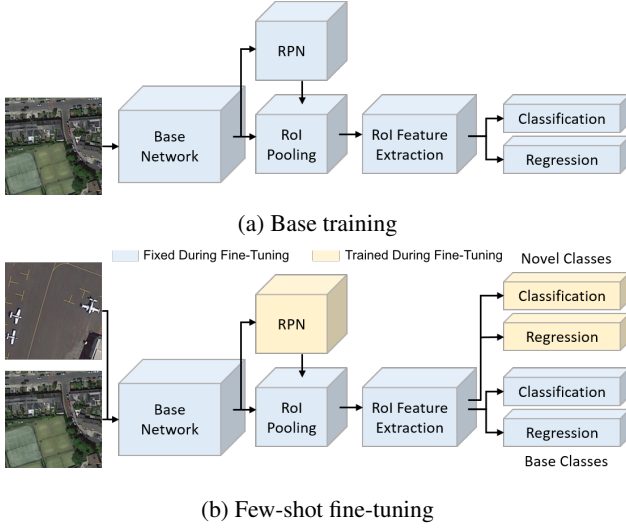 RPN
Base
Network
RoI
Pooling
RoI Feature
Extraction
Classification
Regression
(a) Base training
Fixed During Fine-Tuning
Trained During Fine-Tuning
Novel Classes
RPN
Classification
Regression
Base
Network
RoI
Pooling
RoI Feature
Extraction
Classification
Regression
Base Classes
(b) Few-shot fine-tuning